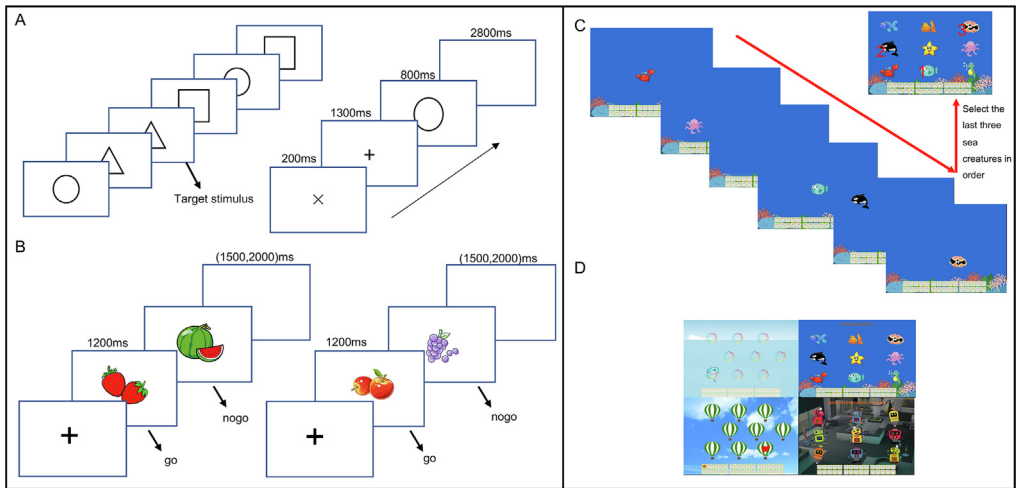 A
Target stimulus
200ms
1300ms
800ms
2800ms
B
1200ms
(1500,2000)ms
go
nogo
1200ms
(1500,2000)ms
go
nogo
C
Select the
last three
sea
creatures in
order
D